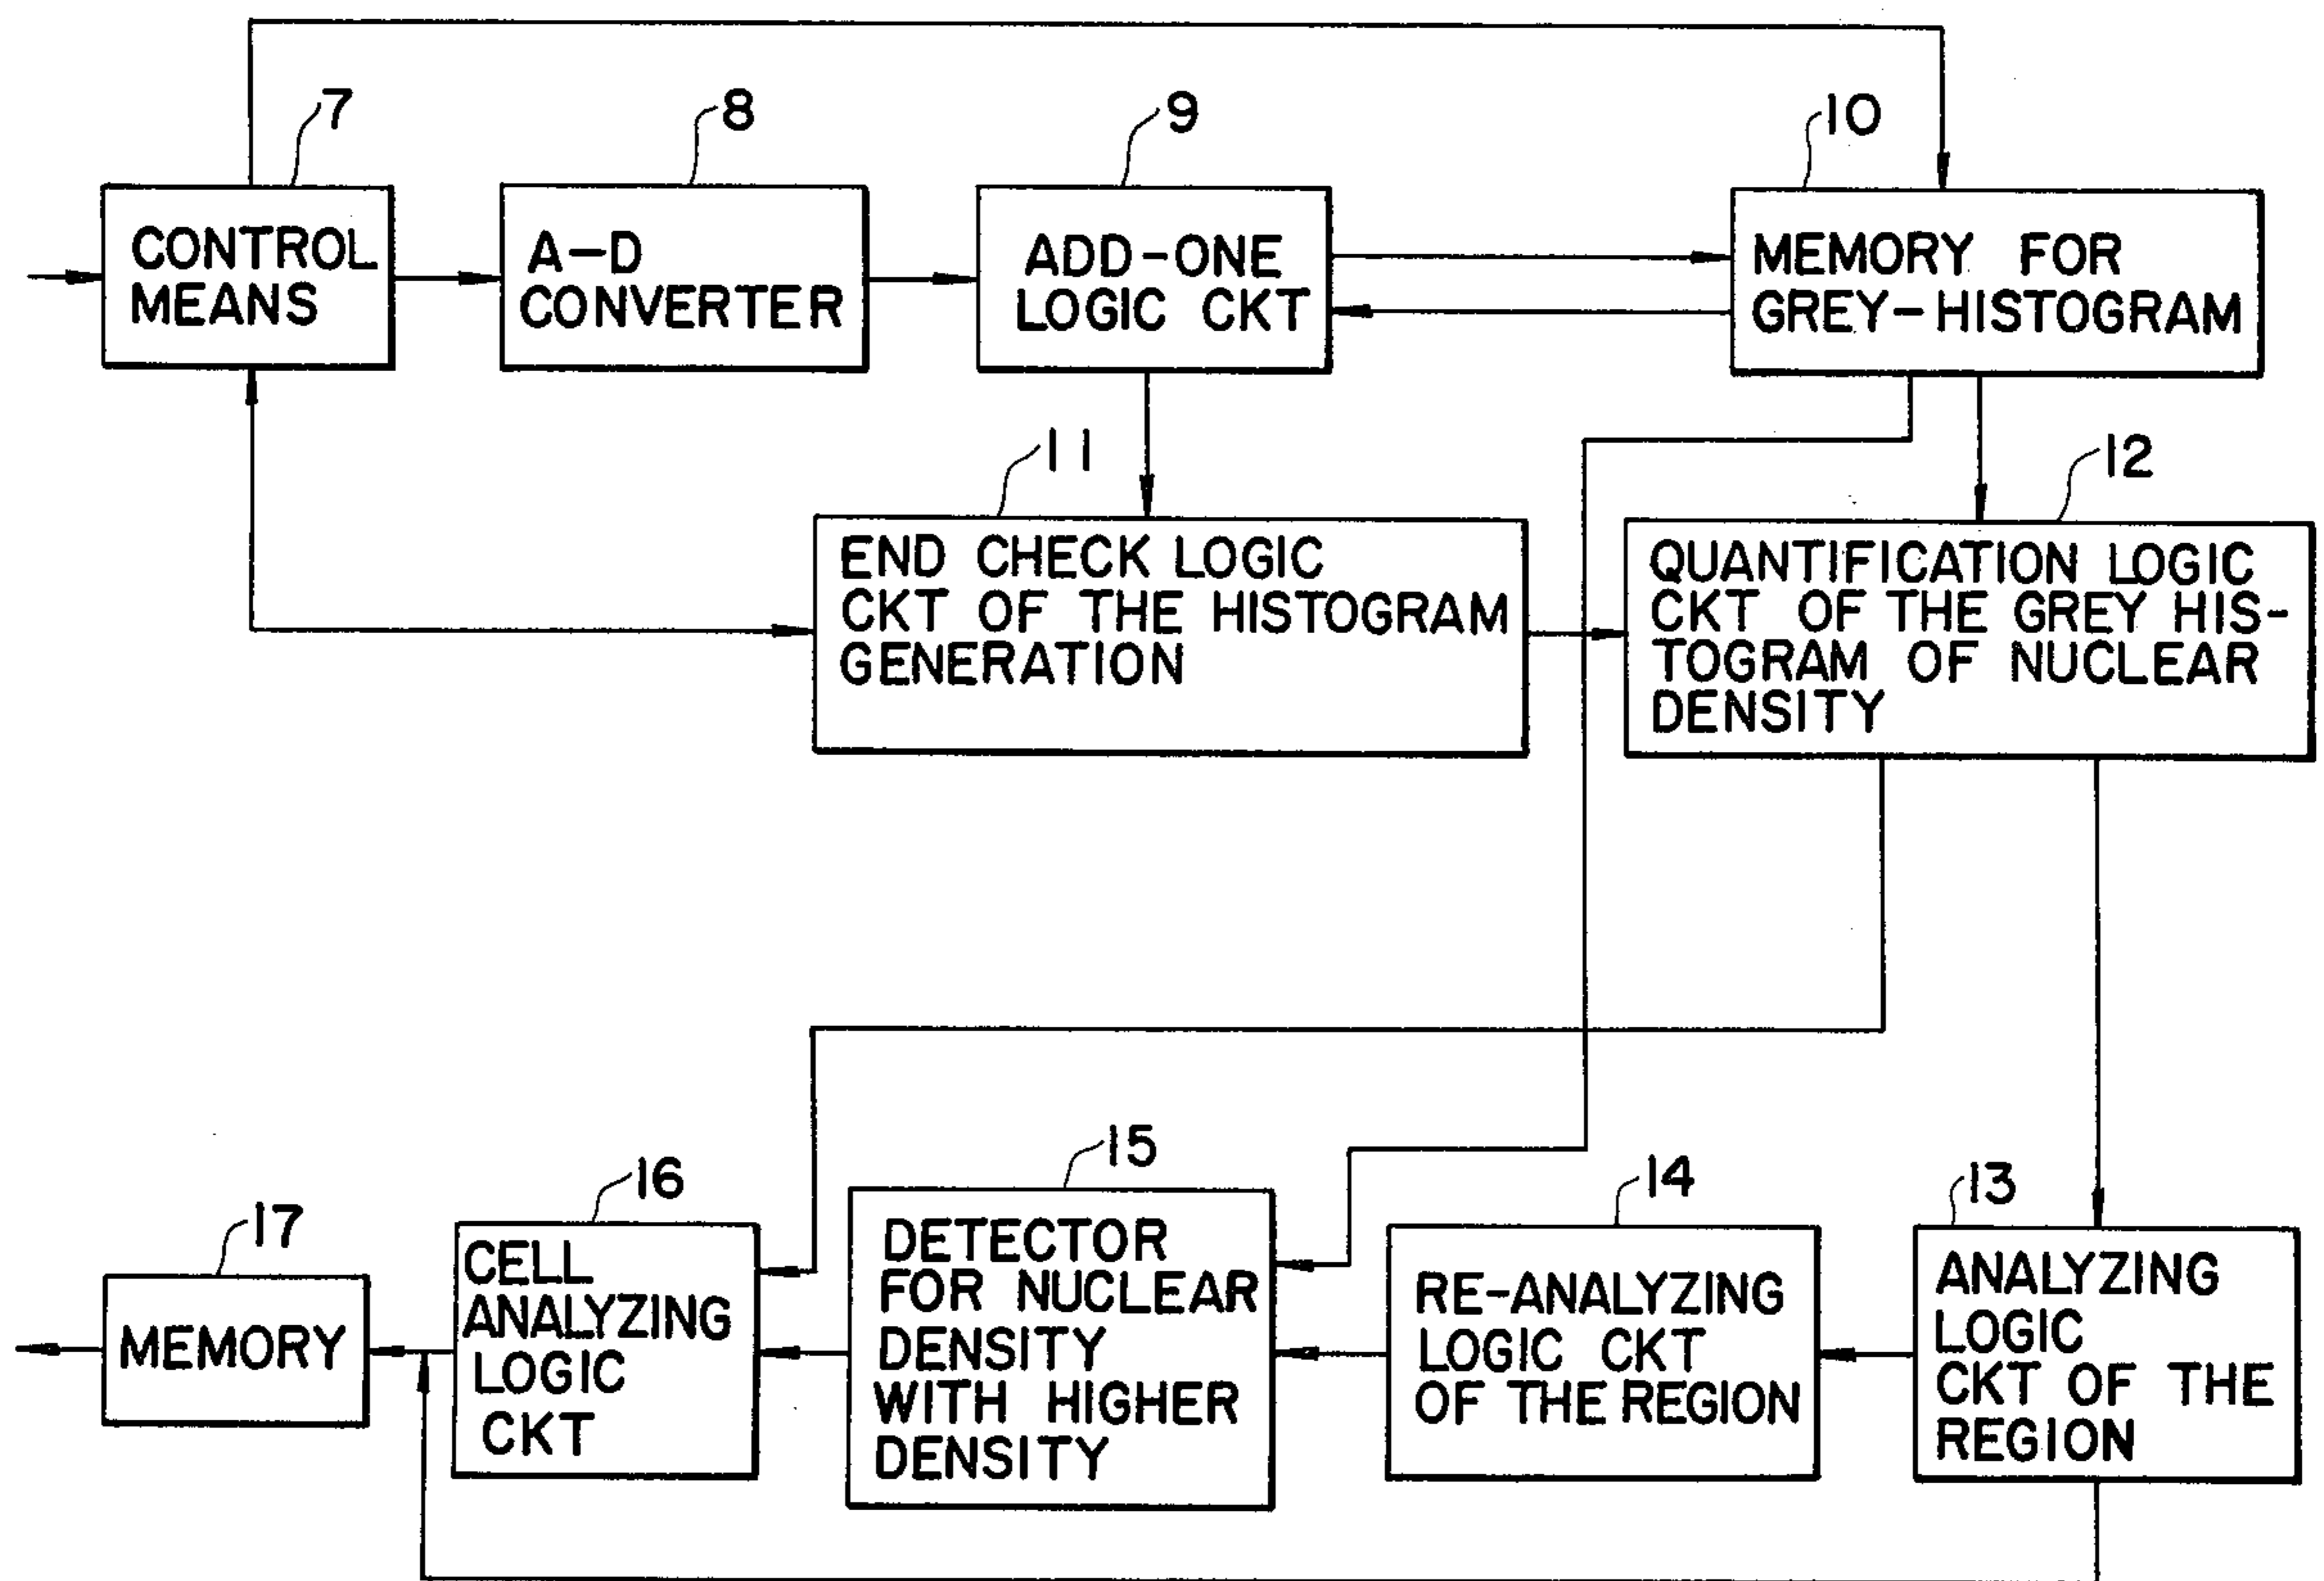 7
8
9
10
CONTROL
MEANS
A-D
CONVERTER
ADD-ONE
LOGIC CKT
MEMORY FOR
GREY-HISTOGRAM
11
12
END CHECK LOGIC
CKT OF THE HISTOGRAM
GENERATION
QUANTIFICATION LOGIC
CKT OF THE GREY HIS-
TOGRAM OF NUCLEAR
DENSITY
17
16
15
14
13
MEMORY
CELL
ANALYZING
LOGIC
CKT
DETECTOR
FOR NUCLEAR
DENSITY
WITH HIGHER
DENSITY
RE-ANALYZING
LOGIC CKT
OF THE REGION
ANALYZING
LOGIC
CKT OF THE
REGION